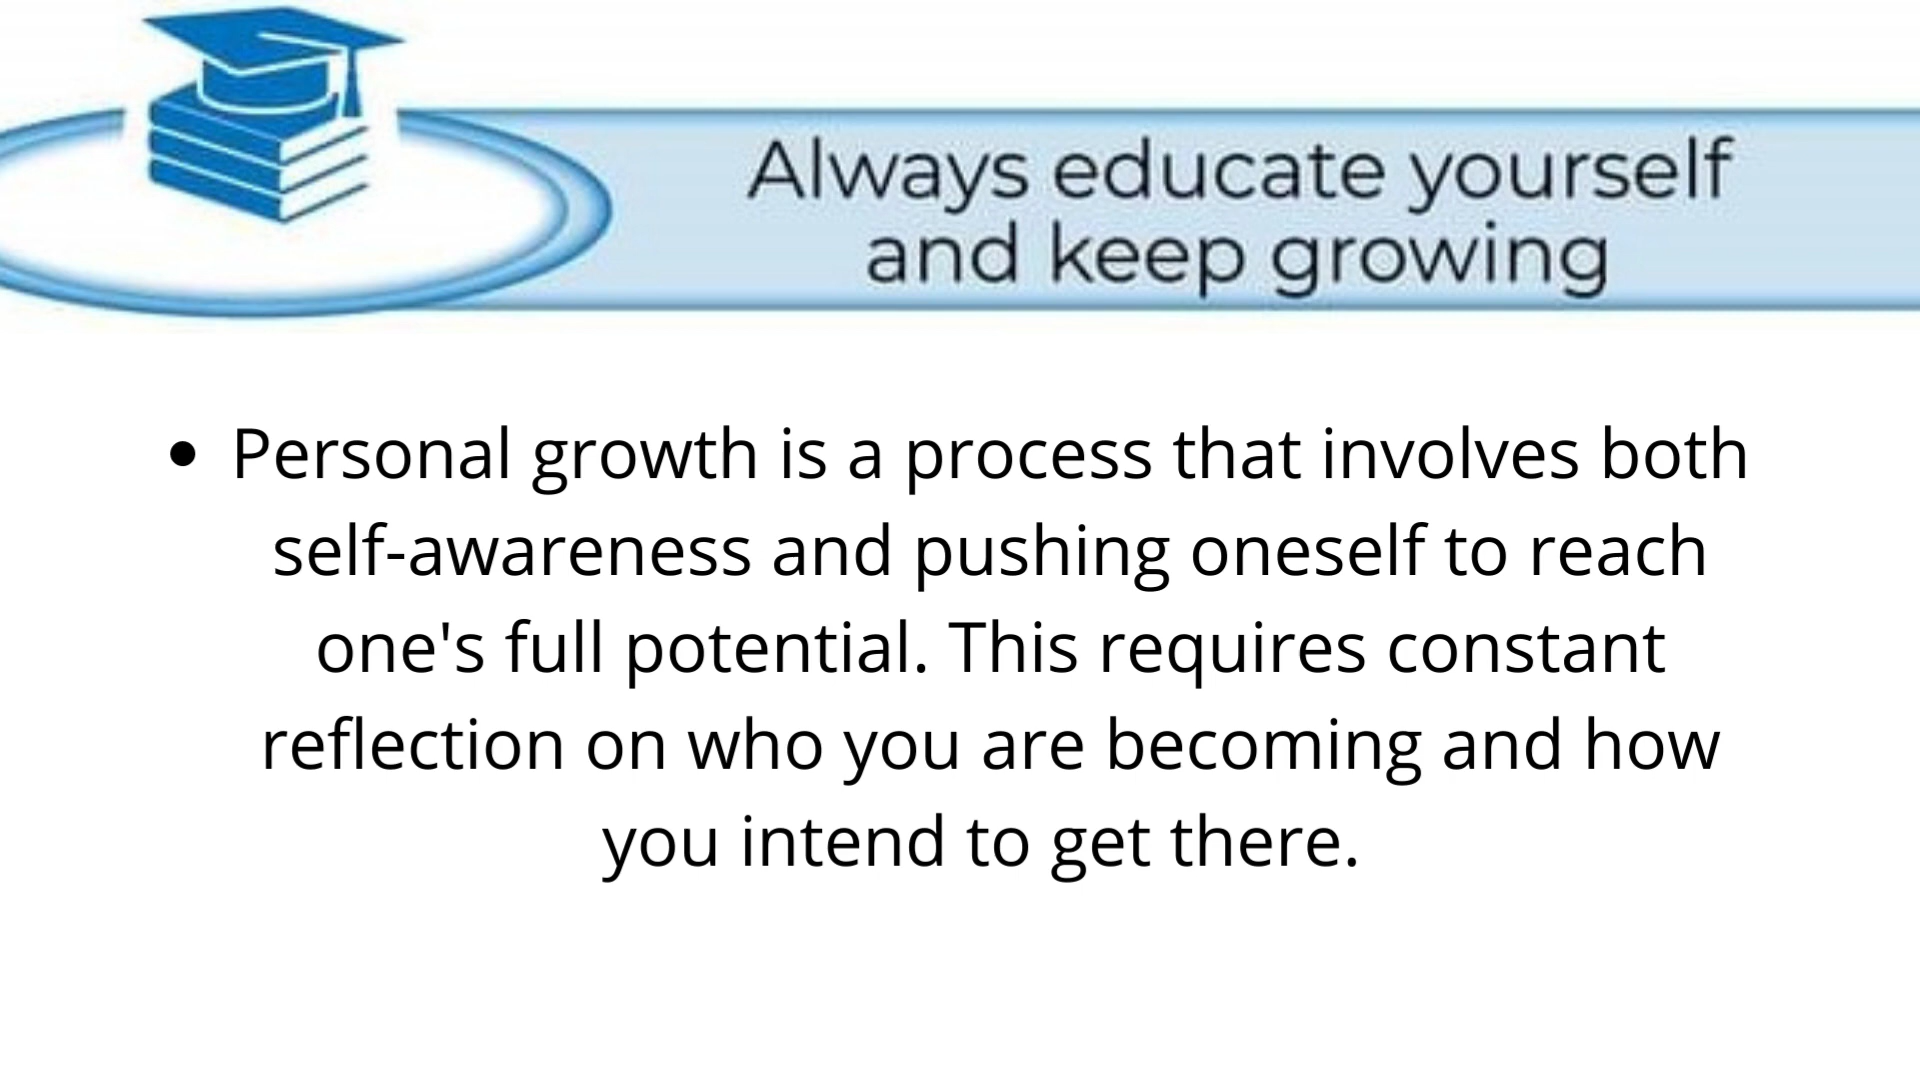 Always educate yourself
and keep growing
• Personal growth is a process that involves both
self-awareness and pushing oneself to reach
one's full potential. This requires constant
reflection on who you are becoming and how
you intend to get there.